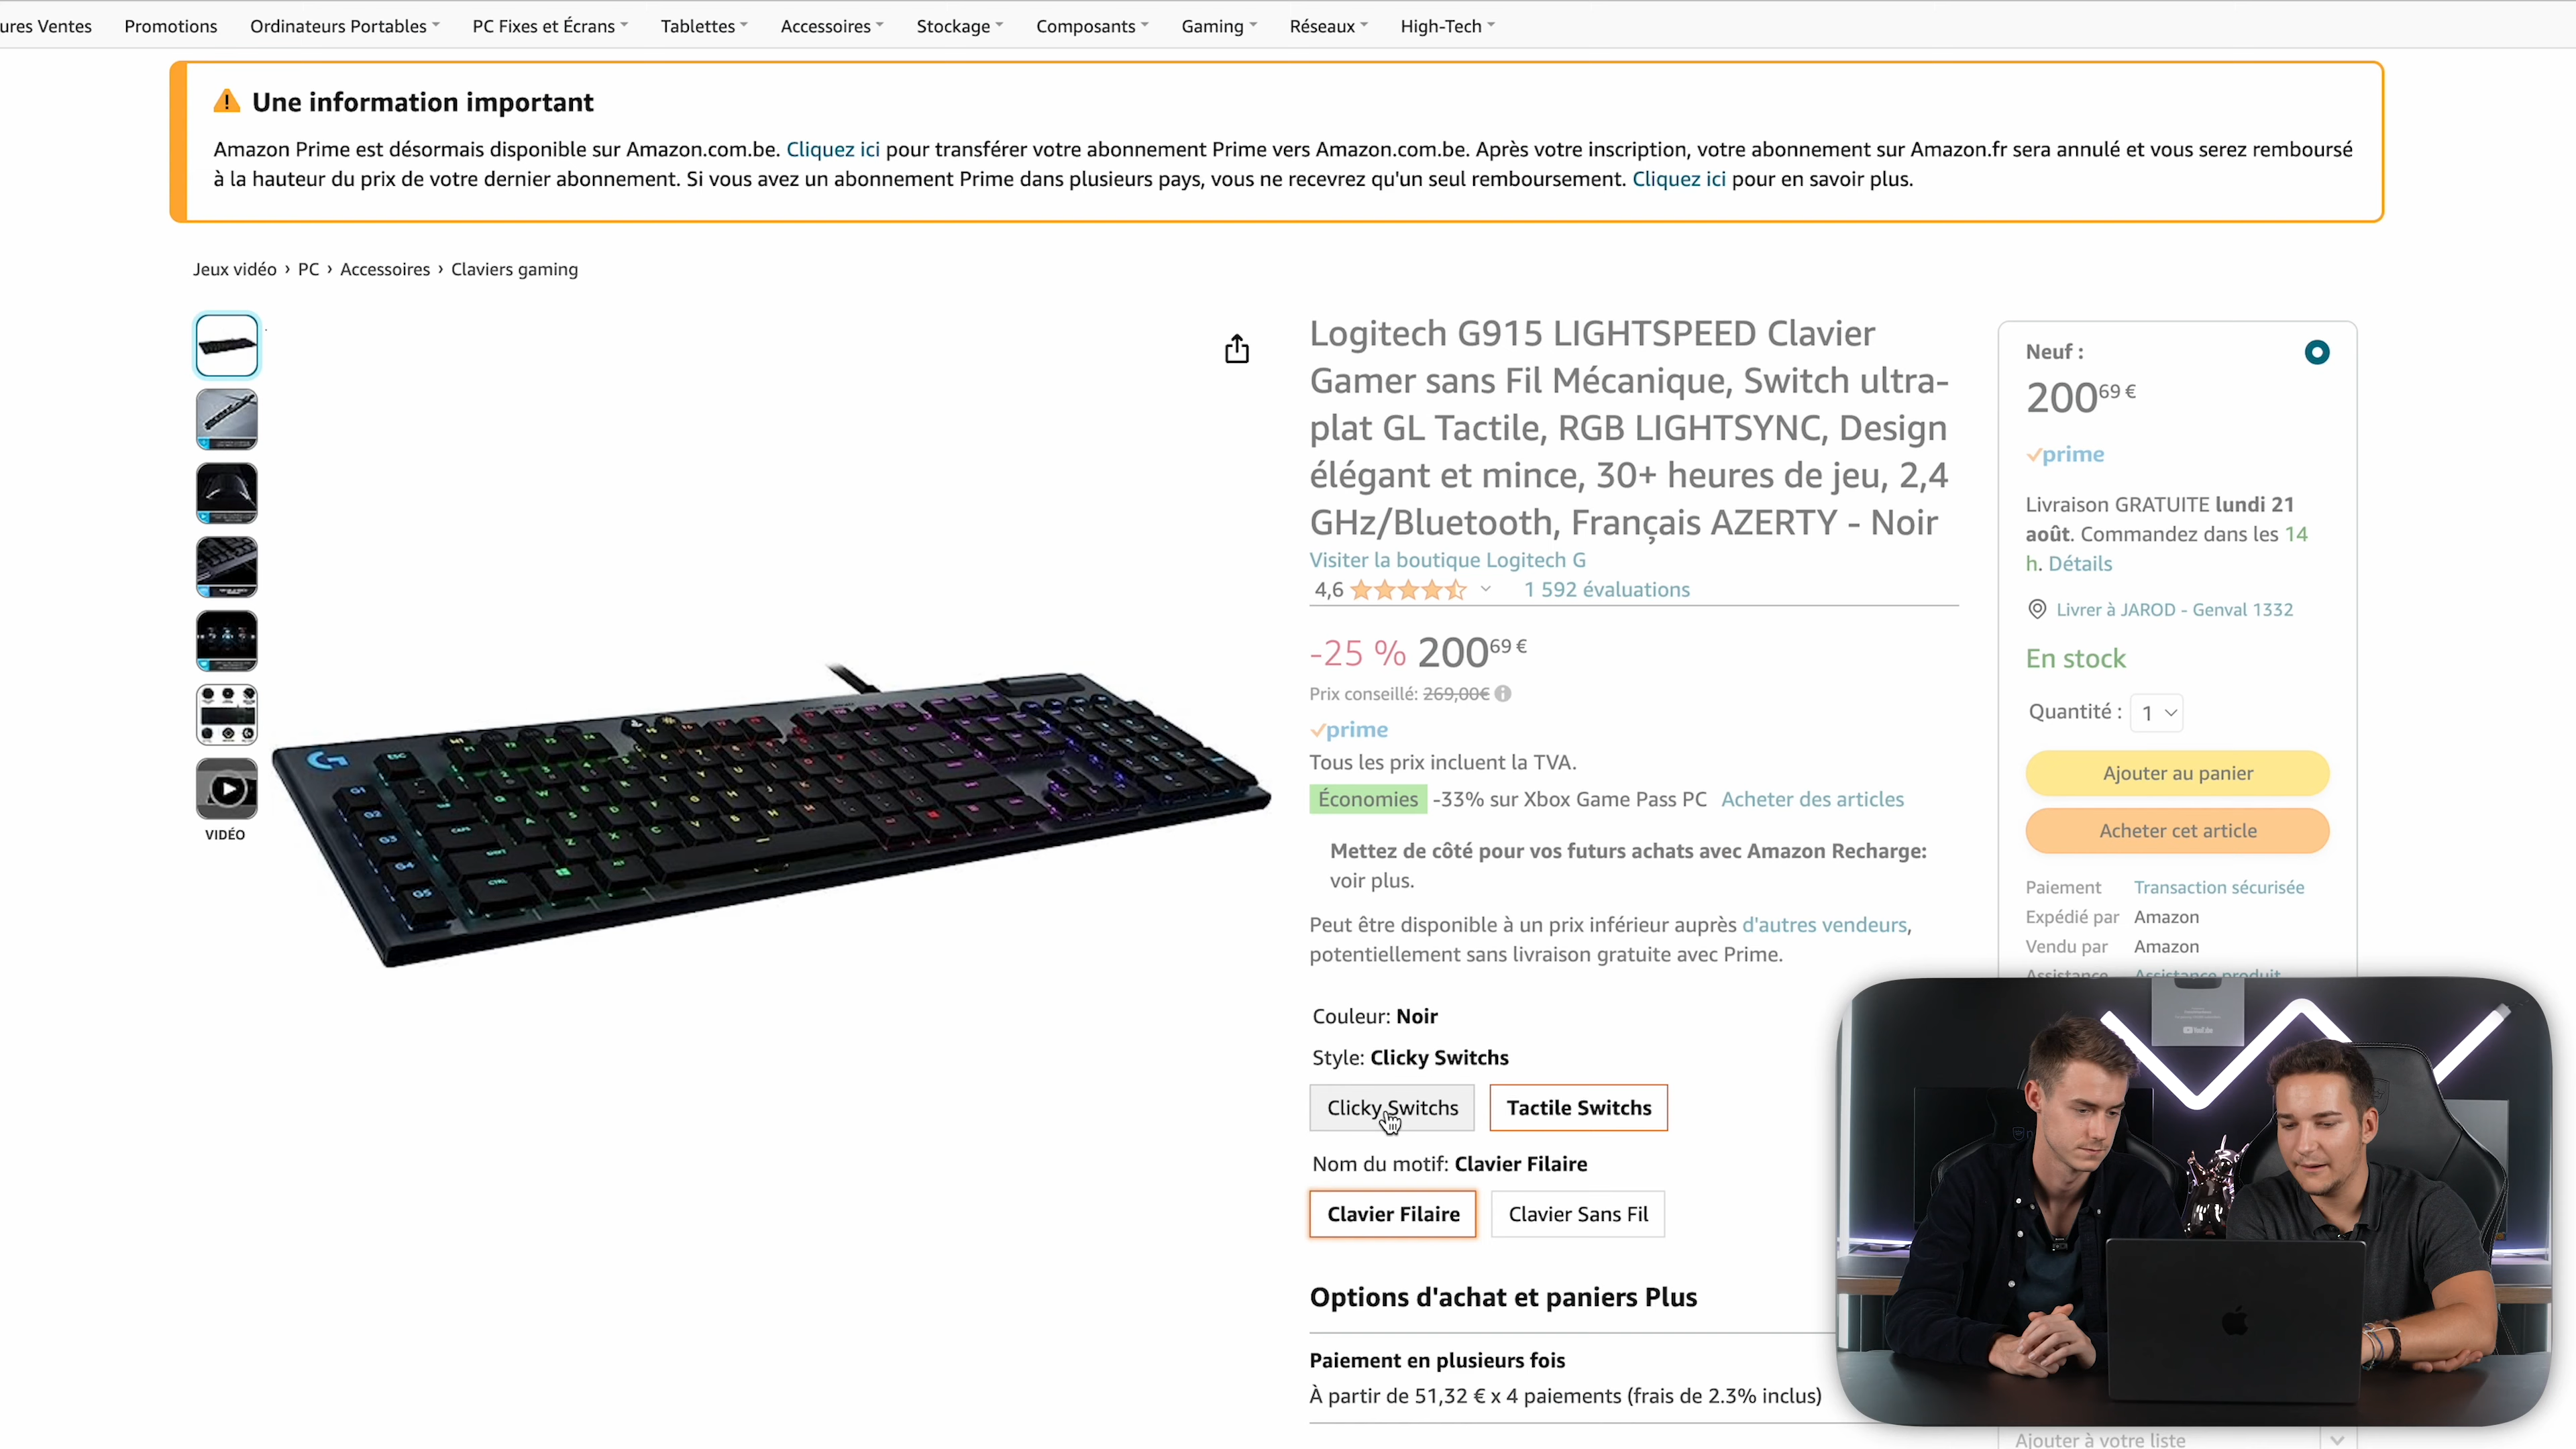 ures Ventes Promotions Ordinateurs Portables PC Fixes et Écrans Tablettes Accessoires Stockage Composants Gaming Réseaux High-Tech
Une information important
Amazon Prime est désormais disponible sur Amazon.com.be. Cliquez ici pour transférer votre abonnement Prime vers Amazon.com.be. Après votre inscription, votre abonnement sur Amazon.fr sera annulé et vous serez remboursé
à la hauteur du prix de votre dernier abonnement. Si vous avez un abonnement Prime dans plusieurs pays, vous ne recevrez qu'un seul remboursement. Cliquez ici pour en savoir plus.
Jeux vidéo › PC › Accessoires › Claviers gaming
VIDÉO
G1
G2
G3
G4
G5
Logitech G915 LIGHTSPEED Clavier
Gamer sans Fil Mécanique, Switch ultra-
plat GL Tactile, RGB LIGHTSYNC, Design
élégant et mince, 30+ heures de jeu, 2,4
GHz/Bluetooth, Français AZERTY - Noir
Visiter la boutique Logitech G
4,6 1 592 évaluations
-25 % 20069 €
Prix conseillé: 269,00€
prime
Tous les prix incluent la TVA.
Économies -33% sur Xbox Game Pass PC Acheter des articles
Mettez de côté pour vos futurs achats avec Amazon Recharge:
voir plus.
Peut être disponible à un prix inférieur auprès d'autres vendeurs,
potentiellement sans livraison gratuite avec Prime.
Couleur: Noir
Style: Clicky Switchs
Clicky Switchs Tactile Switchs
Nom du motif: Clavier Filaire
Clavier Filaire Clavier Sans Fil
Options d'achat et paniers Plus
Paiement en plusieurs fois
À partir de 51,32 € x 4 paiements (frais de 2.3% inclus)
Neuf :
20069 €
prime
Livraison GRATUITE lundi 21
août. Commandez dans les 14
h. Détails
Livrer à JAROD - Genval 1332
En stock
Quantité : 1
Ajouter au panier
Acheter cet article
Paiement Transaction sécurisée
Expédié par Amazon
Vendu par Amazon
Assistance Assistance produit
YouTube
Ajouter à votre liste